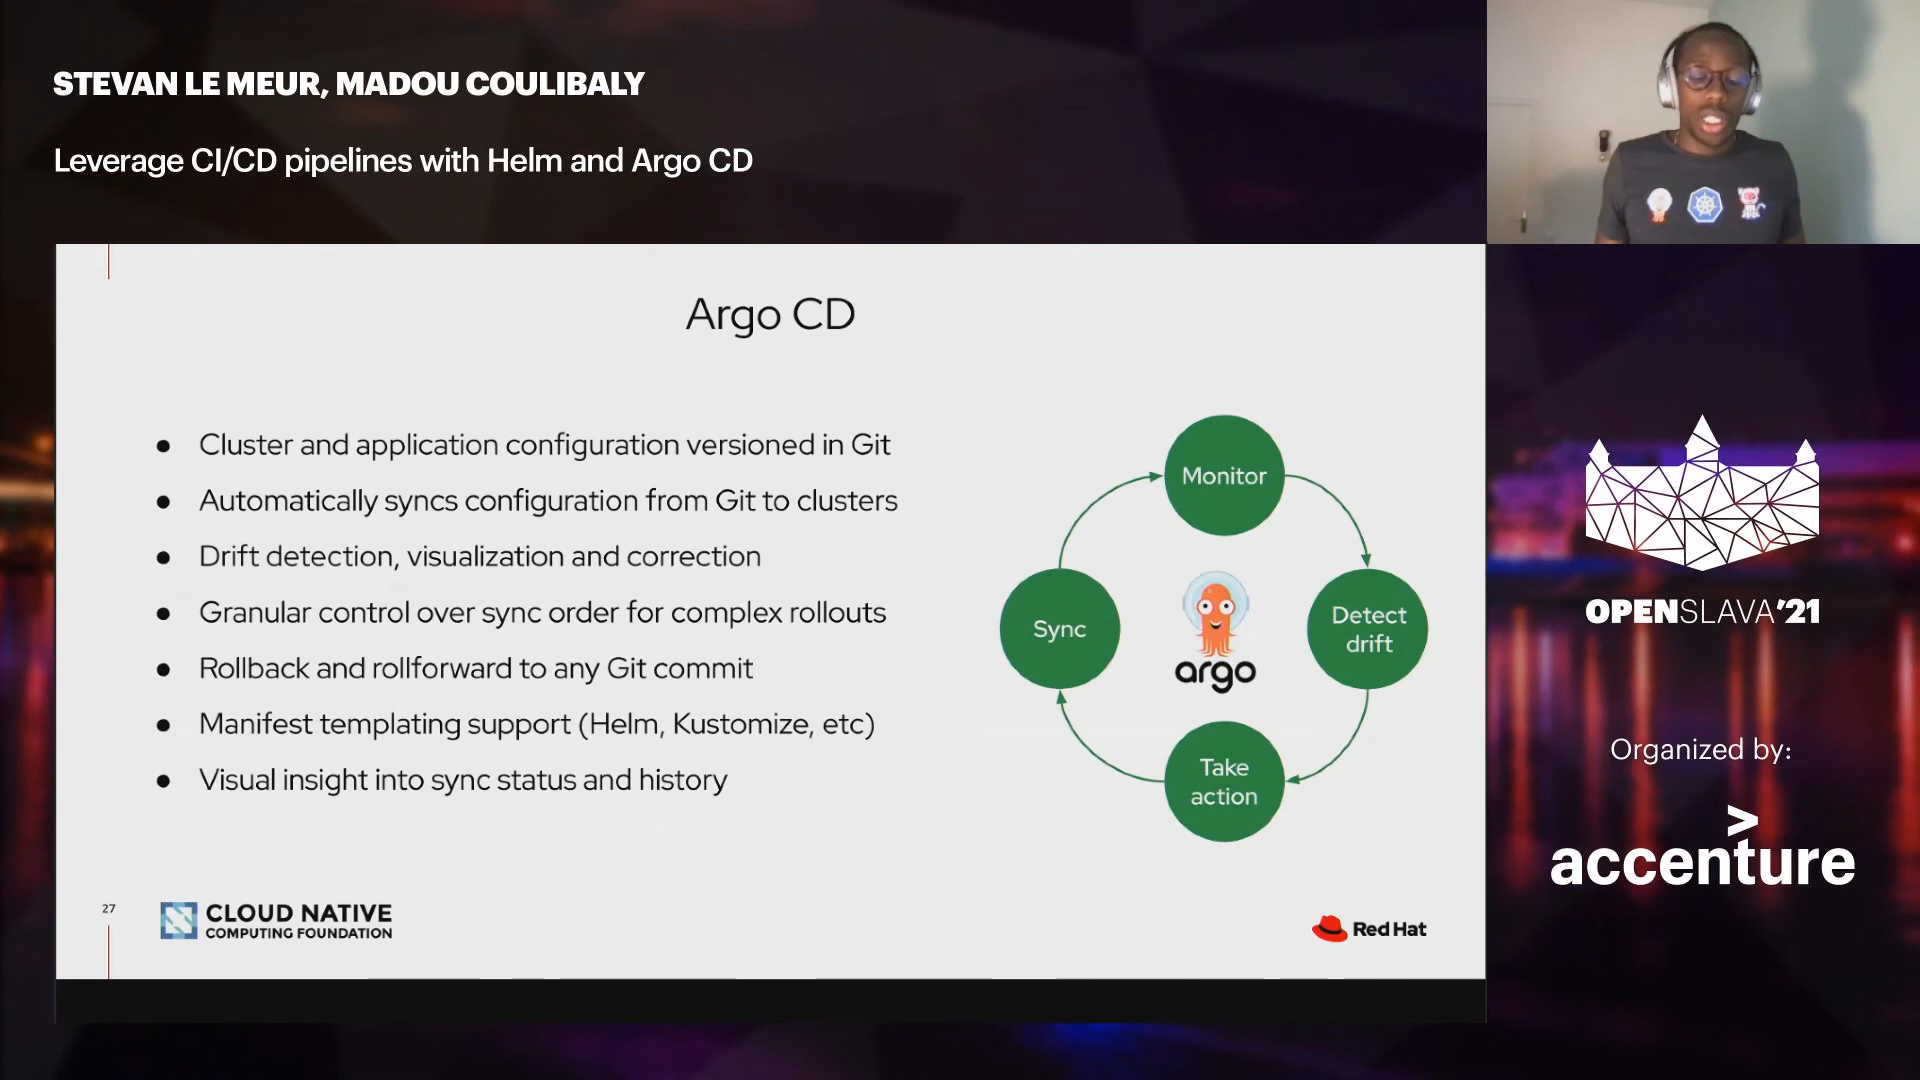 STEVAN LE MEUR, MADOU COULIBALY
Leverage CI/CD pipelines with Helm and Argo CD
Argo CD
● Cluster and application configuration versioned in Git
● Automatically syncs configuration from Git to clusters
● Drift detection, visualization and correction
● Granular control over sync order for complex rollouts
● Rollback and rollforward to any Git commit
● Manifest templating support (Helm, Kustomize, etc)
● Visual insight into sync status and history
Monitor
Detect
drift
Take
action
Sync
argo
27
CLOUD NATIVE
COMPUTING FOUNDATION
Red Hat
OPENSLAVA'21
Organized by:
>
accenture